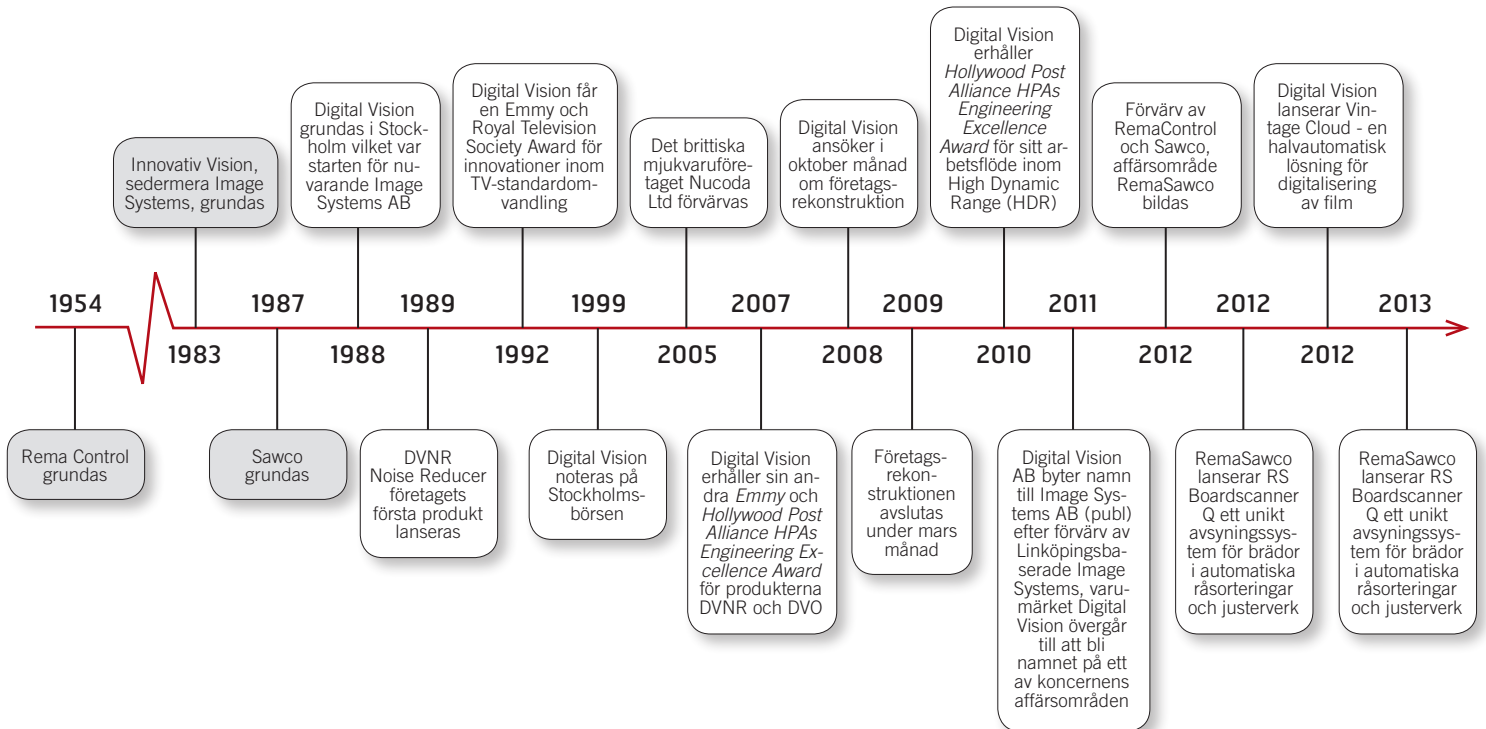 Innovativ Vision,
sedermera Image
Systems, grundas
Digital Vision
grundas i Stock-
holm vilket var
starten för nu-
varande Image
Systems AB
Digital Vision får
en Emmy och
Royal Television
Society Award för
innovationer inom
TV-standardom-
vandling
Det brittiska
mjukvaruföre-
taget Nucoda
Ltd förvärvas
Digital Vision
ansöker i
oktober månad
om företags-
rekonstruktion
Digital Vision
erhåller
Hollywood Post
Alliance HPAs
Engineering
Excellence
Award för sitt ar-
betsflöde inom
High Dynamic
Range (HDR)
Förvärv av
RemaControl
och Sawco,
affärsområde
RemaSawco
bildas
Digital Vision
lanserar Vin-
tage Cloud - en
halvautomatisk
lösning för
digitalisering
av film
1954
1987
1989
1999
2007
2009
2011
2012
2013
1983
1988
1992
2005
2008
2010
2012
2012
Rema Control
grundas
Sawco
grundas
DVNR
Noise Reducer
företagets
första produkt
lanseras
Digital Vision
noteras på
Stockholms-
börsen
Digital Vision
erhåller sin an-
dra Emmy och
Hollywood Post
Alliance HPAs
Engineering Ex-
cellence Award
för produkterna
DVNR och DVO
Företags-
rekon-
struktionen
avslutas
under mars
månad
Digital Vision
AB byter namn
till Image Sys-
tems AB (publ)
efter förvärv av
Linköpingsba-
serade Image
Systems, varu-
märket Digital
Vision övergår
till att bli
namnet på ett
av koncernens
affärsområden
RemaSawco
lanserar RS
Boardscanner
Q ett unikt
avsyningssys-
tem för brädor
i automatiska
råsorteringar
och justerverk
RemaSawco
lanserar RS
Boardscanner
Q ett unikt
avsyningssys-
tem för brädor
i automatiska
råsorteringar
och justerverk